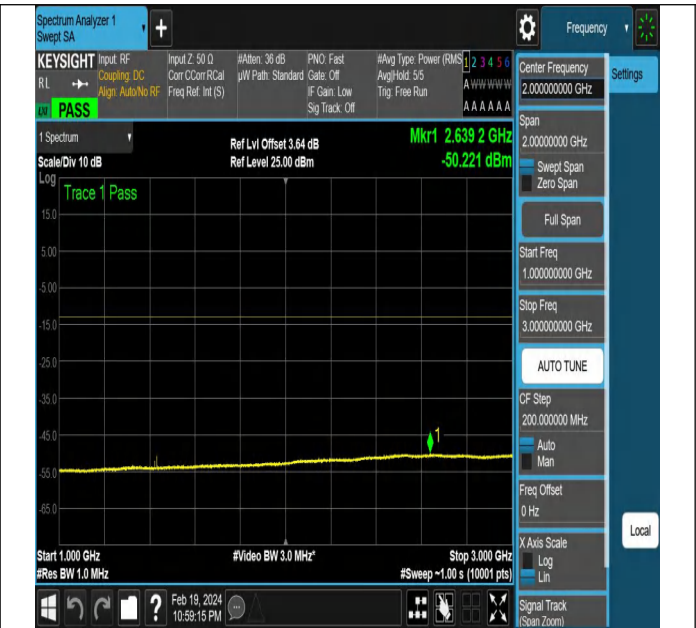 Spectrum Analyzer 1
Swept SA
+
Frequency
KEYSIGHT
Input: RF
Coupling: DC
Align: Auto/No RF
RL
PASS
Input Z: 50 Ω
Corr CCorr RCal
Freq Ref: Int (S)
#Atten: 36 dB
µW Path: Standard
PNO: Fast
Gate: Off
IF Gain: Low
Sig Track: Off
#Avg Type: Power (RMS
Avg|Hold: 5/5
Trig: Free Run
1 2 3 4 5 6
A W W W W W
A A A A A A
1 Spectrum
Scale/Div 10 dB
Ref Lvl Offset 3.64 dB
Ref Level 25.00 dBm
Mkr1 2.639 2 GHz
-50.221 dBm
Log
Trace 1 Pass
15.0
5.00
-5.00
-15.0
-25.0
-35.0
-45.0
-55.0
-65.0
1
Start 1.000 GHz
#Res BW 1.0 MHz
#Video BW 3.0 MHz*
Stop 3.000 GHz
#Sweep ~1.00 s (10001 pts)
?
Feb 19, 2024
10:59:15 PM
Center Frequency
2.000000000 GHz
Settings
Span
2.00000000 GHz
Swept Span
Zero Span
Full Span
Start Freq
1.000000000 GHz
Stop Freq
3.000000000 GHz
AUTO TUNE
CF Step
200.000000 MHz
Auto
Man
Freq Offset
0 Hz
X Axis Scale
Log
Lin
Local
Signal Track
(Span Zoom)